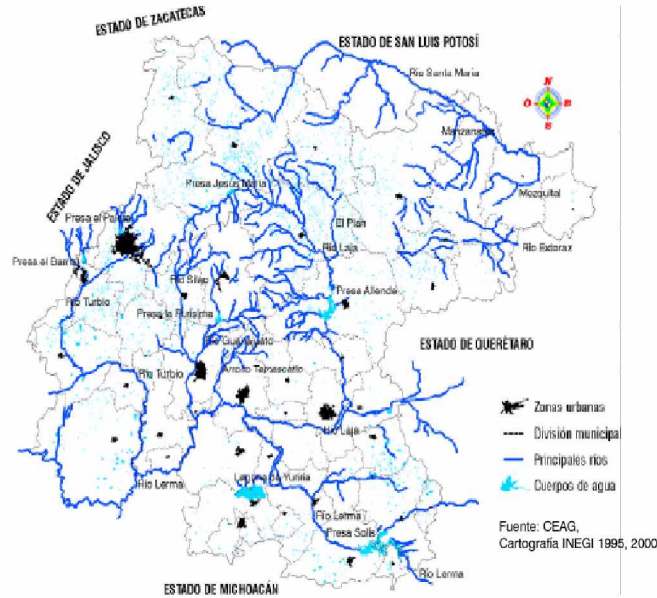 ESTADO DE ZACATECAS
ESTADO DE SAN LUIS POTOSÍ
Río Santa María
N
O
E
S
Manzanares
ESTADO DE JALISCO
Presa Jesús María
Mezquital
Presa el Palote
El Plan
Río Laja
Río Extoraz
Presa el Barrial
Río Silao
Presa Allende
Río Turbio
Presa la Purísima
Río Guanajuato
ESTADO DE QUERÉTARO
Río Turbio
Arroyo Temascatío
Zonas urbanas
División municipal
Río Laja
Principales ríos
Río Lerma
Laguna de Yuriria
Cuerpos de agua
Río Lerma
Presa Solís
Fuente: CEAG,
Cartografía INEGI 1995, 2000
Río Lerma
ESTADO DE MICHOACÁN